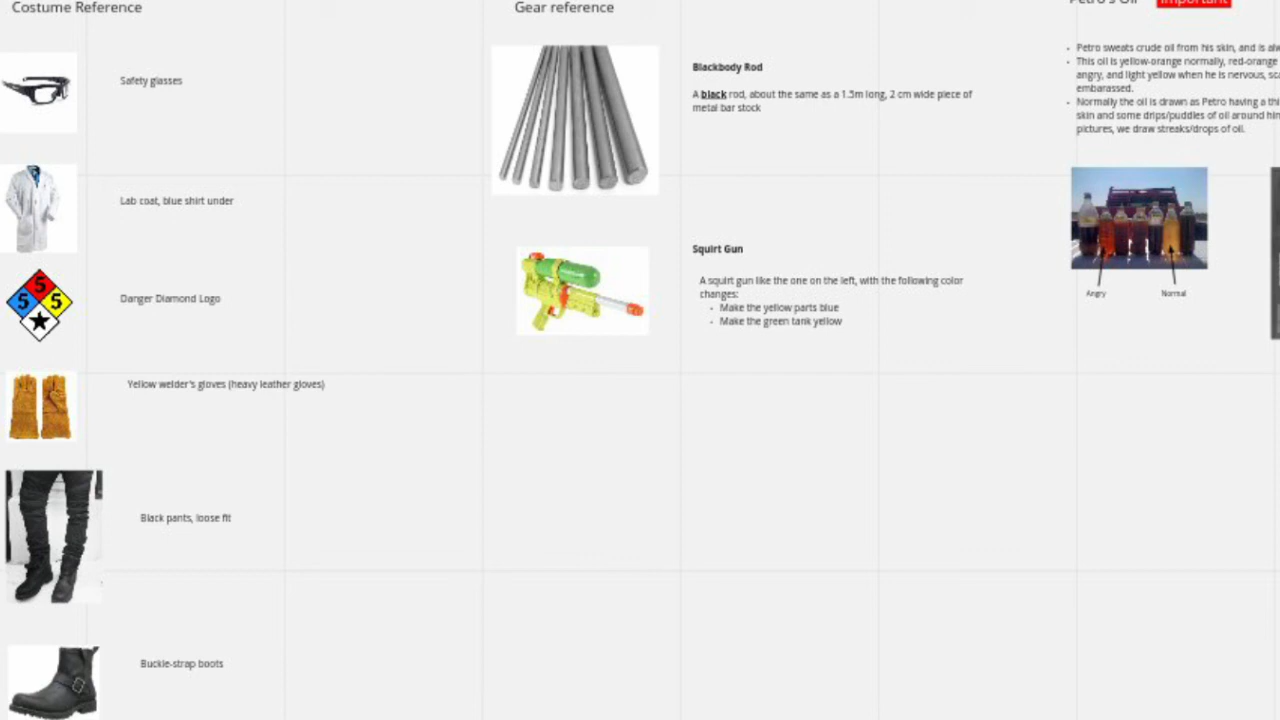 Costume Reference
Safety glasses
Lab coat, blue shirt under
5
5
5
Danger Diamond Logo
Yellow welder's gloves (heavy leather gloves)
Black pants, loose fit
Buckle-strap boots
Gear reference
Blackbody Rod
A black rod, about the same as a 1.5m long, 2 cm wide piece of
metal bar stock
Squirt Gun
A squirt gun like the one on the left, with the following color
changes:
Make the yellow parts blue
Make the green tank yellow
Petro's Oil
Important
Petro sweats crude oil from his skin, and is
This oil is yellow-orange normally, red-orange
angry, and light yellow when he is nervous,
embarassed.
Normally the oil is drawn as Petro having a
skin and some drips/puddles of oil around
pictures, we draw streaks/drops of oil.
Angry
Normal